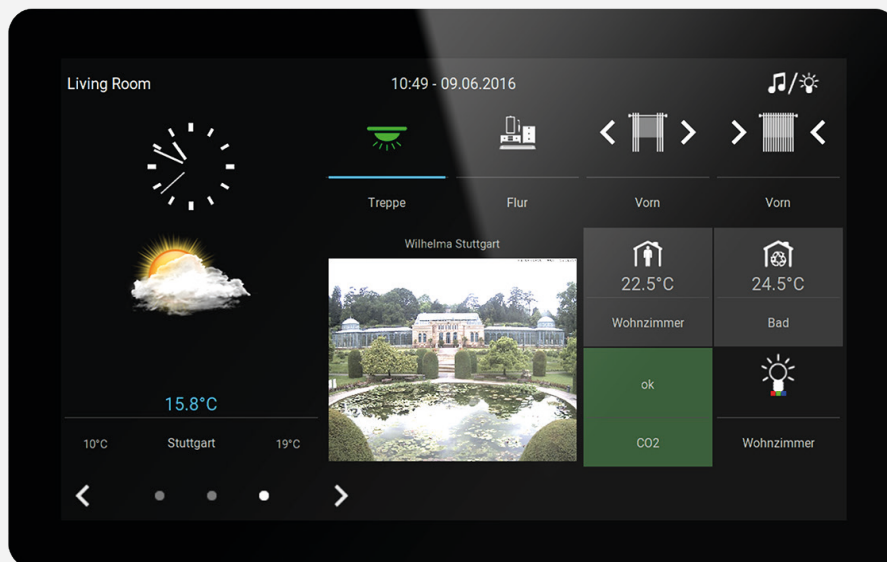 Living Room
10:49 - 09.06.2016
/
Treppe
Flur
Vorn
Vorn
Wilhelma Stuttgart
22.5°C
24.5°C
Wohnzimmer
Bad
ok
CO2
Wohnzimmer
15.8°C
10°C
Stuttgart
19°C